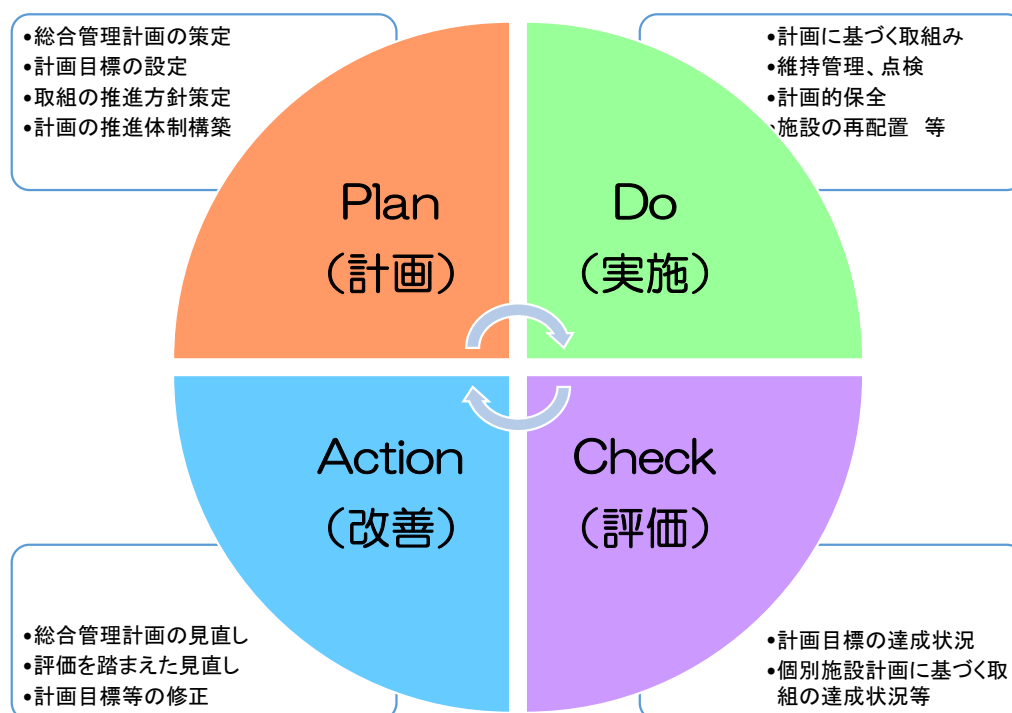 •総合管理計画の策定
•計画目標の設定
•取組の推進方針策定
•計画の推進体制構築
•計画に基づく取組み
•維持管理、点検
•計画的保全
•施設の再配置　等
Plan
（計画）
Do
（実施）
Action
（改善）
Check
（評価）
•総合管理計画の見直し
•評価を踏まえた見直し
•計画目標等の修正
•計画目標の達成状況
•個別施設計画に基づく取
組の達成状況等